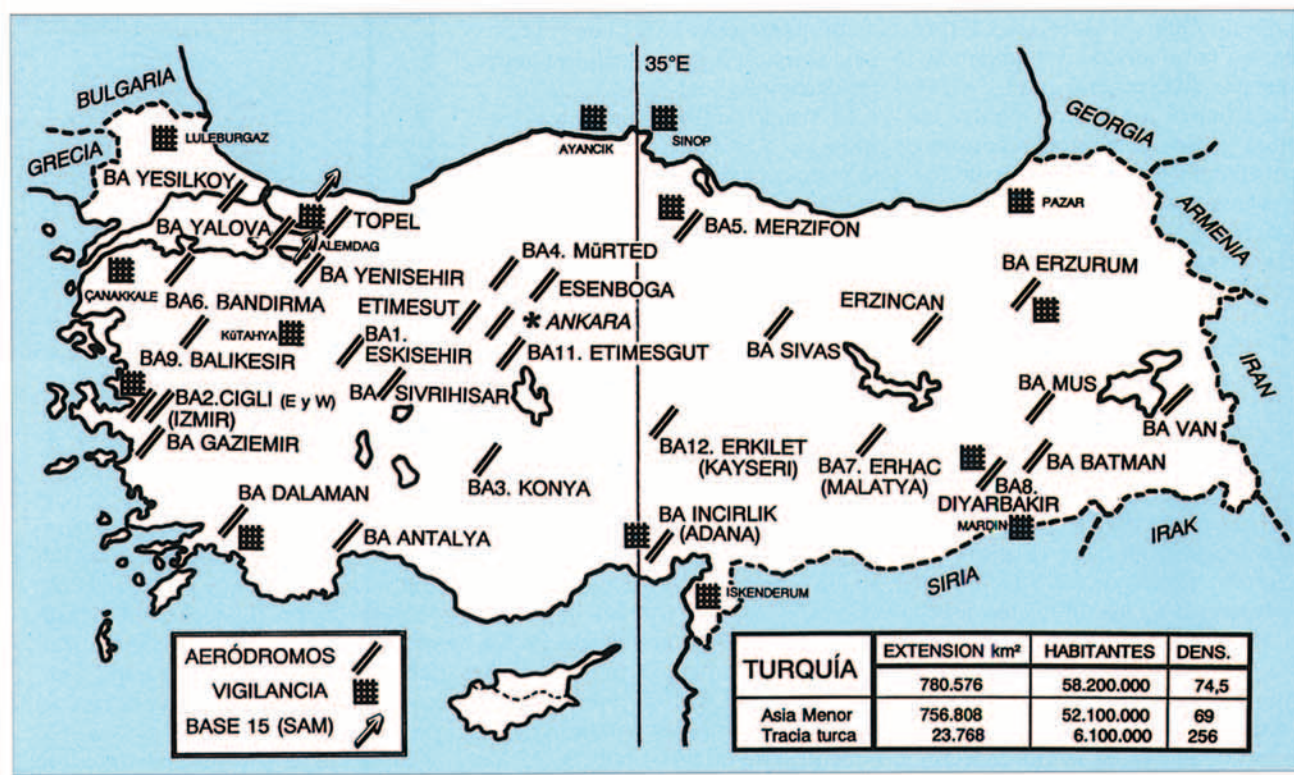 35°E
BULGARIA
GRECIA
GEORGIA
ARMENIA
IRAN
IRAK
SIRIA
LULEBURGAZ
AYANCIK
SINOP
PAZAR
BA YESILKOY
BA YALOVA
TOPEL
ALEMDAG
BA5. MERZIFON
BA4. MüRTED
BA YENISEHIR
ESENBOGA
BA ERZURUM
ÇANAKKALE
BA6. BANDIRMA
ETIMESUT
*ANKARA
ERZINCAN
KüTAHYA
BA1.
ESKISEHIR
BA9. BALIKESIR
BA11. ETIMESGUT
BA SIVAS
BA SIVRIHISAR
BA MUS
BA2.CIGLI (E y W)
(IZMIR)
BA VAN
BA GAZIEMIR
BA12. ERKILET
(KAYSERI)
BA7. ERHAC
(MALATYA)
BA BATMAN
BA8.
DIYARBAKIR
BA3. KONYA
BA DALAMAN
MARDIN
BA INCIRLIK
(ADANA)
BA ANTALYA
ISKENDERUM
AERÓDROMOS
VIGILANCIA
BASE 15 (SAM)
TURQUÍA EXTENSION km² HABITANTES DENS.
780.576 58.200.000 74,5
Asia Menor 756.808 52.100.000 69
Tracia turca 23.768 6.100.000 256